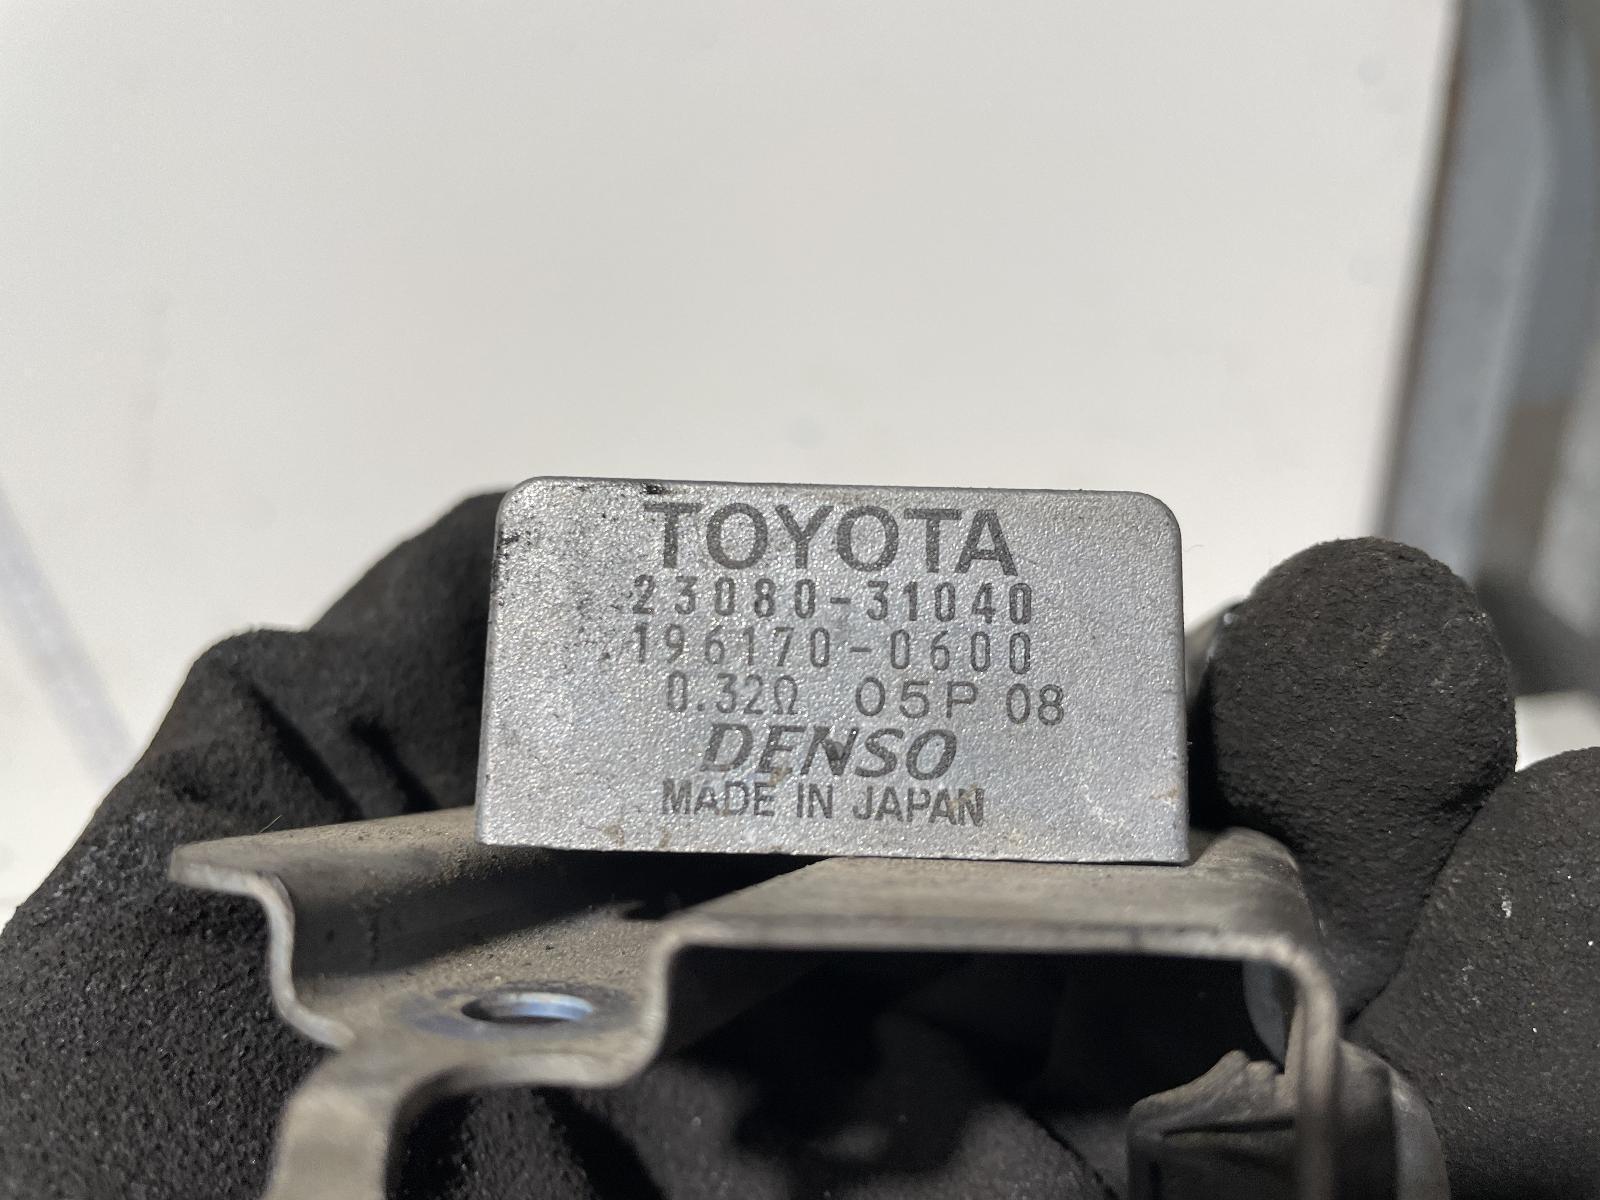 TOYOTA
23080-31040
196170-0600
0.32Ω 05P 08
DENSO
MADE IN JAPAN